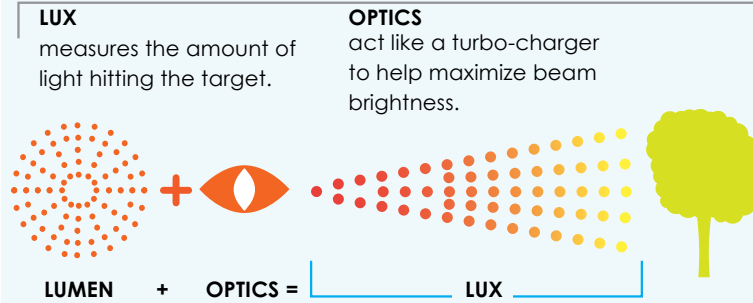 LUX
measures the amount of
light hitting the target.
OPTICS
act like a turbo-charger
to help maximize beam
brightness.
LUMEN + OPTICS = LUX